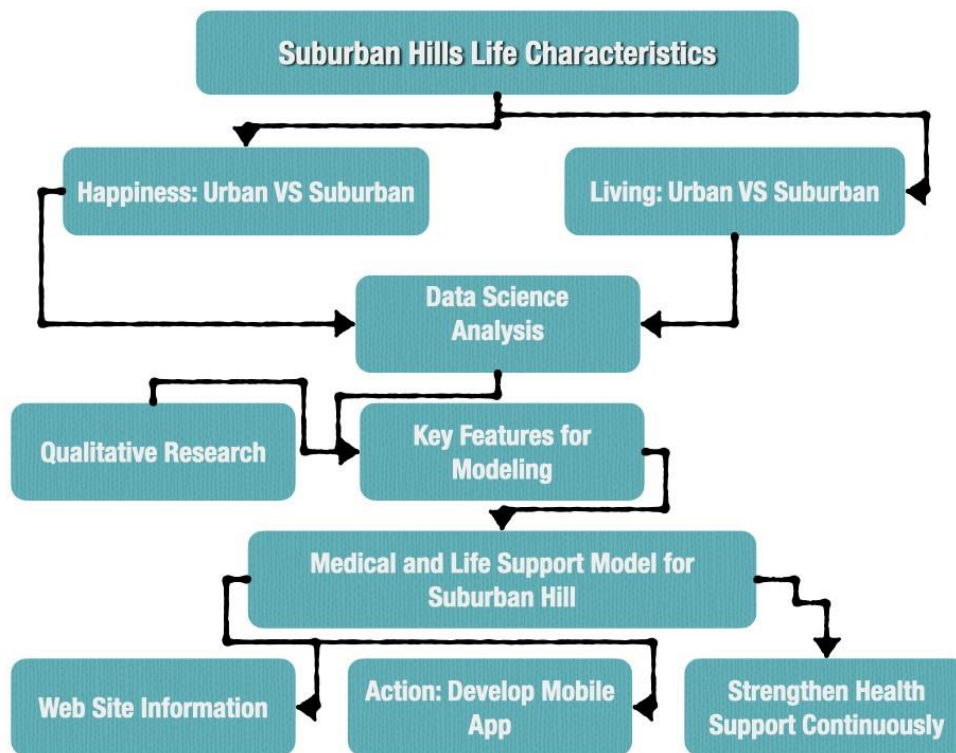 Suburban Hills Life Characteristics
Happiness: Urban VS Suburban
Living: Urban VS Suburban
Data Science
Analysis
Qualitative Research
Key Features for
Modeling
Medical and Life Support Model for
Suburban Hill
Web Site Information
Action: Develop Mobile
App
Strengthen Health
Support Continuously